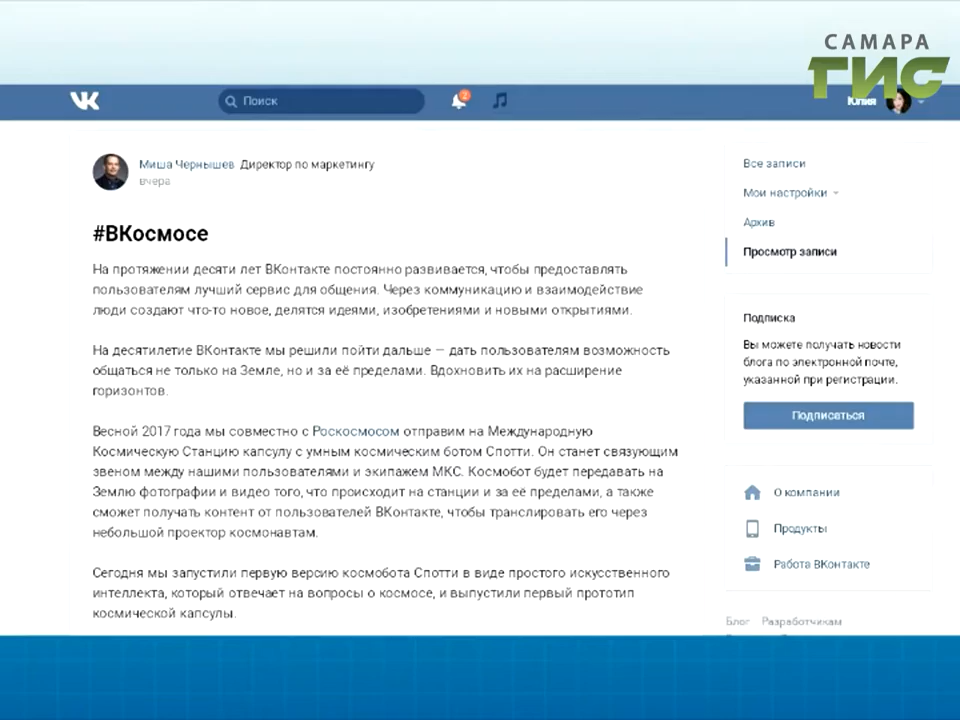 САМАРА
ГИС
VK
Поиск
2
Юлия
Миша Чернышев Директор по маркетингу
вчера
#ВКосмосе
На протяжении десяти лет ВКонтакте постоянно развивается, чтобы предоставлять
пользователям лучший сервис для общения. Через коммуникацию и взаимодействие
люди создают что-то новое, делятся идеями, изобретениями и новыми открытиями.
На десятилетие ВКонтакте мы решили пойти дальше — дать пользователям возможность
общаться не только на Земле, но и за её пределами. Вдохновить их на расширение
горизонтов.
Весной 2017 года мы совместно с Роскосмосом отправим на Международную
Космическую Станцию капсулу с умным космическим ботом Спотти. Он станет связующим
звеном между нашими пользователями и экипажем МКС. Космобот будет передавать на
Землю фотографии и видео того, что происходит на станции и за её пределами, а также
сможет получать контент от пользователей ВКонтакте, чтобы транслировать его через
небольшой проектор космонавтам.
Сегодня мы запустили первую версию космобота Спотти в виде простого искусственного
интеллекта, который отвечает на вопросы о космосе, и выпустили первый прототип
космической капсулы.
Все записи
Мои настройки
Архив
Просмотр записи
Подписка
Вы можете получать новости
блога по электронной почте,
указанной при регистрации.
Подписаться
О компании
Продукты
Работа ВКонтакте
Блог Разработчикам